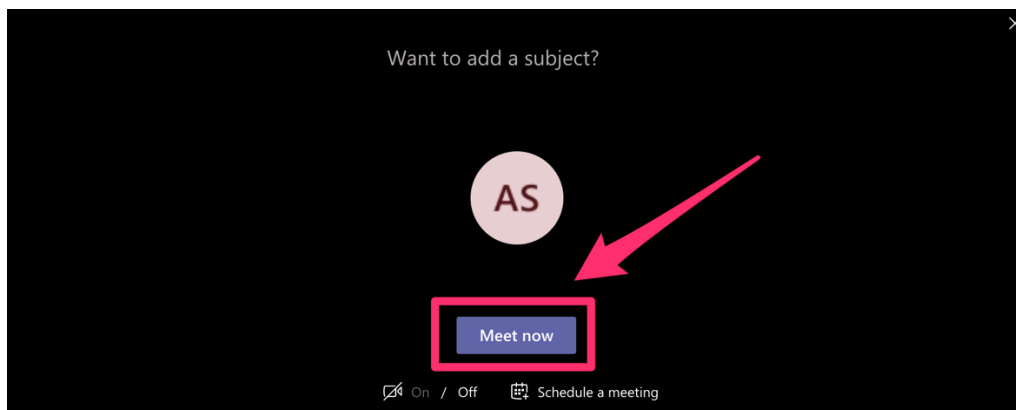 Want to add a subject?
AS
Meet now
On / Off Schedule a meeting